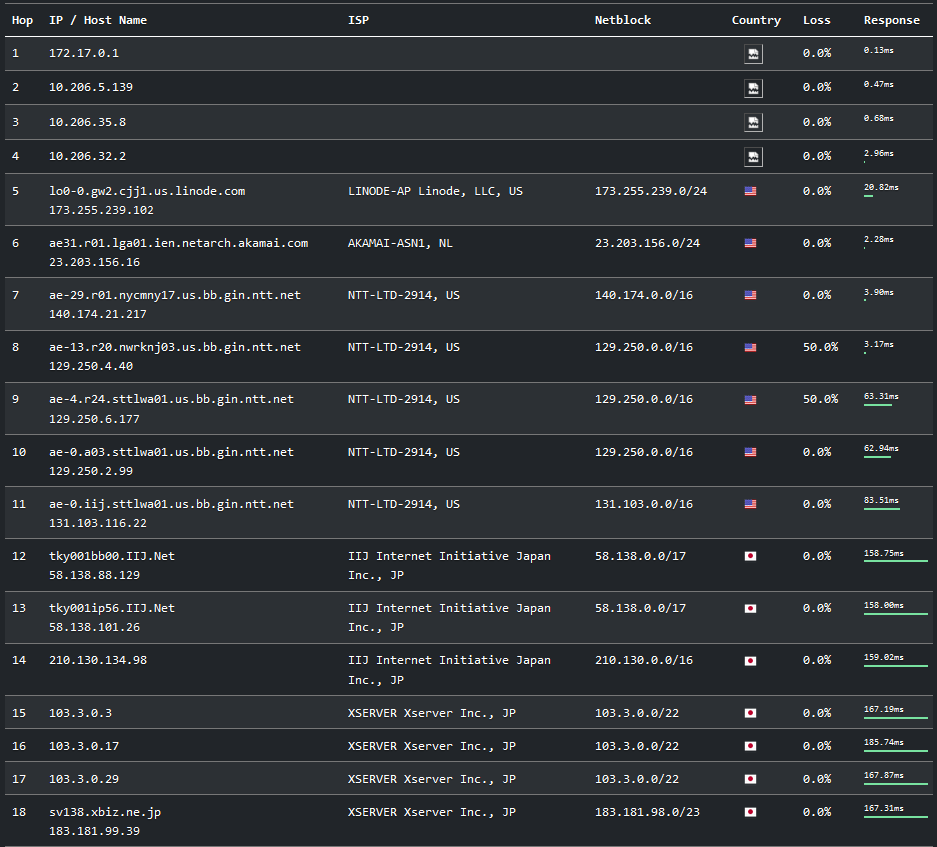 Hop IP / Host Name ISP Netblock Country Loss Response
1 172.17.0.1 0.0% 0.13ms
2 10.206.5.139 0.0% 0.47ms
3 10.206.35.8 0.0% 0.68ms
4 10.206.32.2 0.0% 2.96ms
5 lo0-0.gw2.cjj1.us.linode.com LINODE-AP Linode, LLC, US 173.255.239.0/24 0.0% 20.82ms
173.255.239.102
6 ae31.r01.lga01.ien.netarch.akamai.com AKAMAI-ASN1, NL 23.203.156.0/24 0.0% 2.28ms
23.203.156.16
7 ae-29.r01.nycmny17.us.bb.gin.ntt.net NTT-LTD-2914, US 140.174.0.0/16 0.0% 3.90ms
140.174.21.217
8 ae-13.r20.nwrknj03.us.bb.gin.ntt.net NTT-LTD-2914, US 129.250.0.0/16 50.0% 3.17ms
129.250.4.40
9 ae-4.r24.sttlwa01.us.bb.gin.ntt.net NTT-LTD-2914, US 129.250.0.0/16 50.0% 63.31ms
129.250.6.177
10 ae-0.a03.sttlwa01.us.bb.gin.ntt.net NTT-LTD-2914, US 129.250.0.0/16 0.0% 62.94ms
129.250.2.99
11 ae-0.iij.sttlwa01.us.bb.gin.ntt.net NTT-LTD-2914, US 131.103.0.0/16 0.0% 83.51ms
131.103.116.22
12 tky001bb00.IIJ.Net IIJ Internet Initiative Japan 58.138.0.0/17 0.0% 158.75ms
58.138.88.129 Inc., JP
13 tky001ip56.IIJ.Net IIJ Internet Initiative Japan 58.138.0.0/17 0.0% 158.00ms
58.138.101.26 Inc., JP
14 210.130.134.98 IIJ Internet Initiative Japan 210.130.0.0/16 0.0% 159.02ms
Inc., JP
15 103.3.0.3 XSERVER Xserver Inc., JP 103.3.0.0/22 0.0% 167.19ms
16 103.3.0.17 XSERVER Xserver Inc., JP 103.3.0.0/22 0.0% 185.74ms
17 103.3.0.29 XSERVER Xserver Inc., JP 103.3.0.0/22 0.0% 167.87ms
18 sv138.xbiz.ne.jp XSERVER Xserver Inc., JP 183.181.98.0/23 0.0% 167.31ms
183.181.99.39